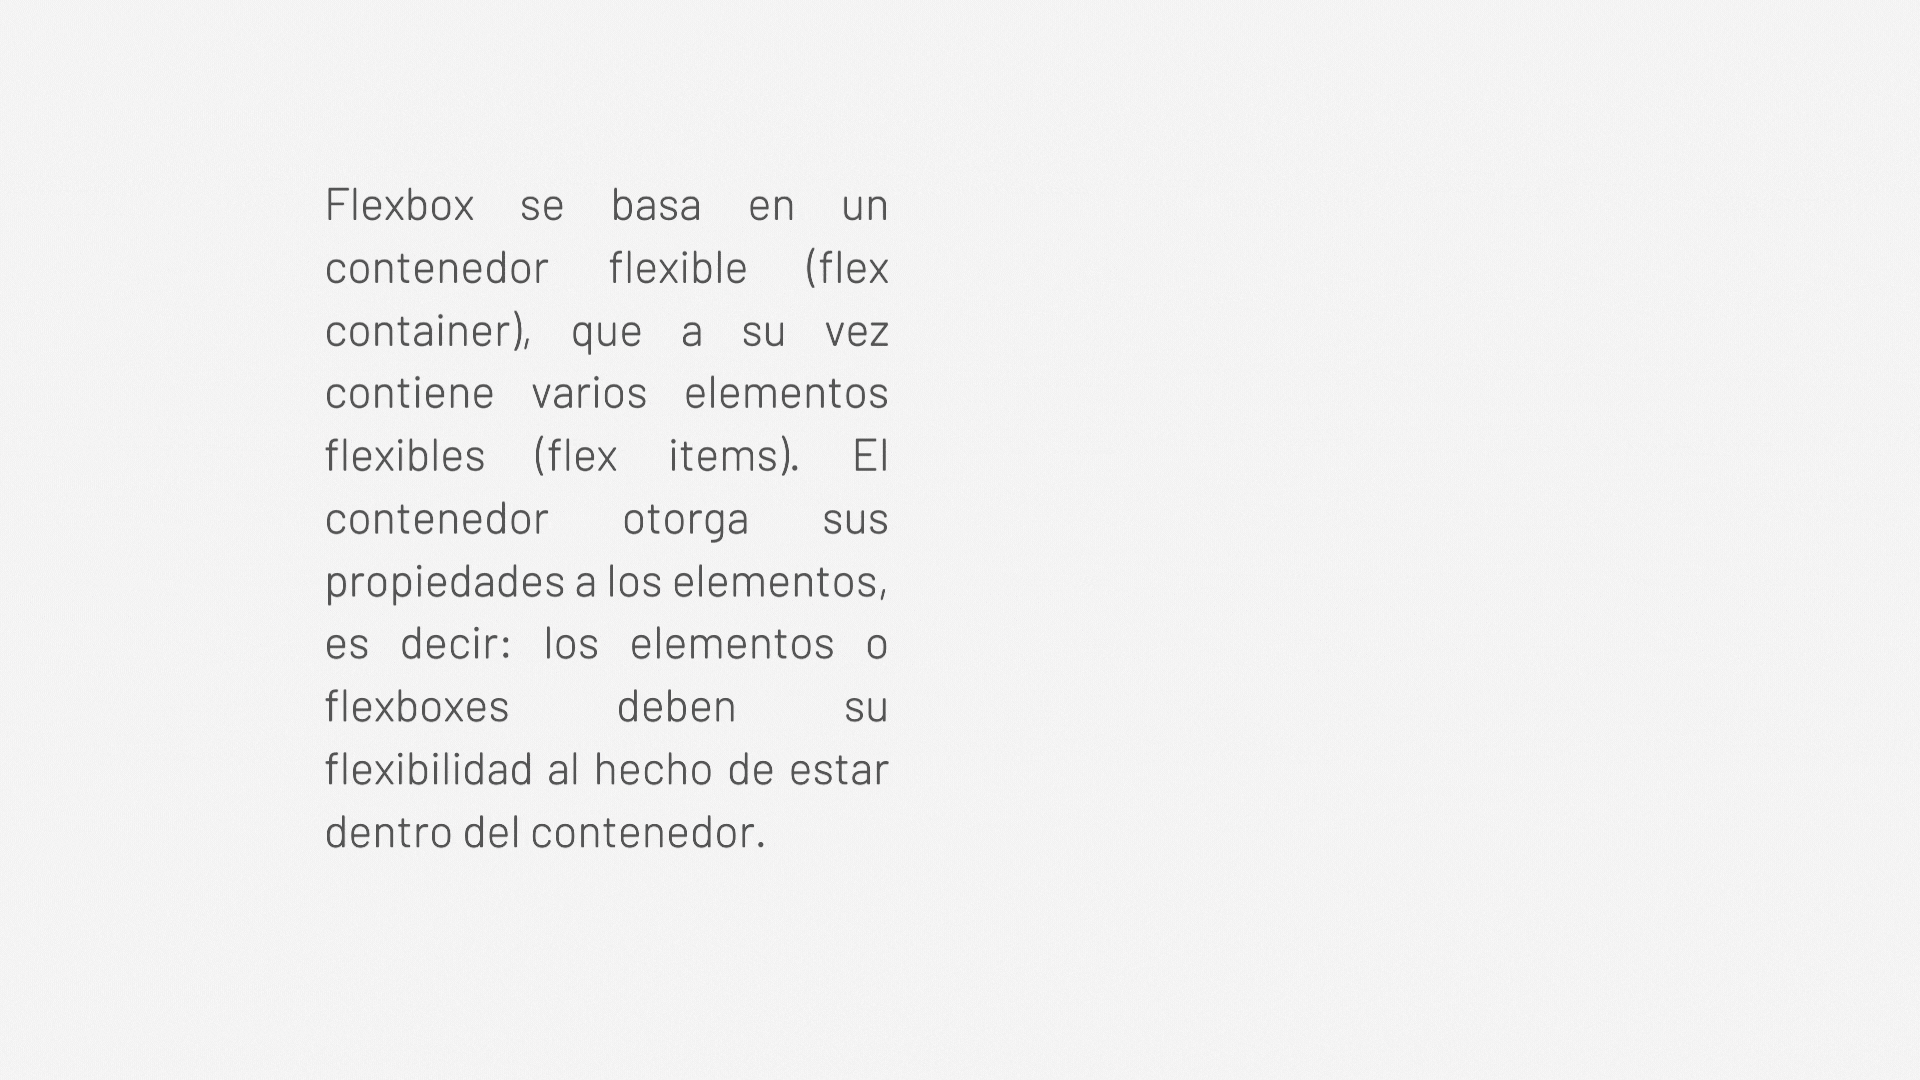 Flexbox se basa en un
contenedor flexible (flex
container), que a su vez
contiene varios elementos
flexibles (flex items). El
contenedor otorga sus
propiedades a los elementos,
es decir: los elementos o
flexboxes deben su
flexibilidad al hecho de estar
dentro del contenedor.